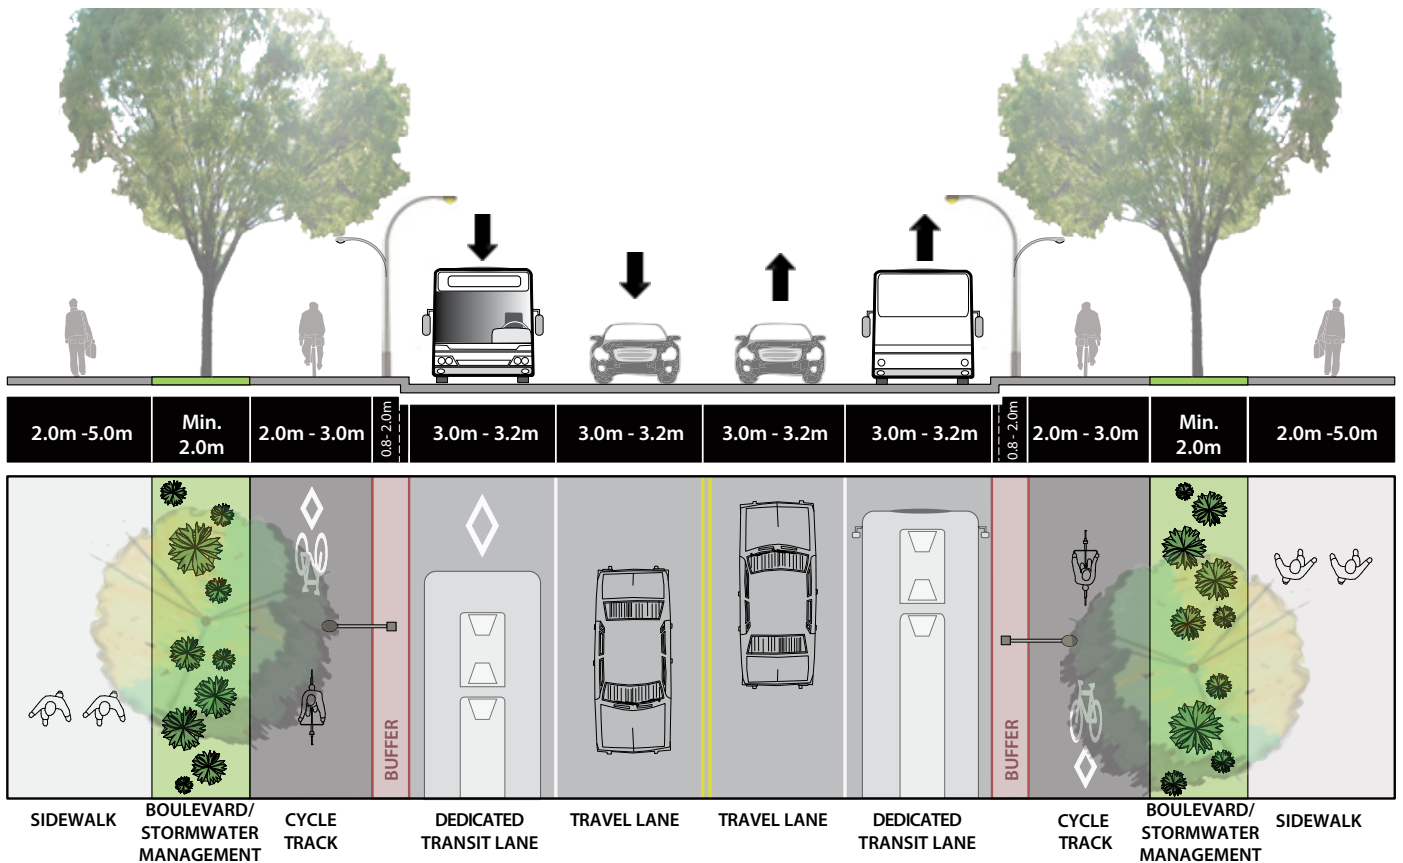 2.0m -5.0m
Min.
2.0m
2.0m - 3.0m
0.8- 2.0m
3.0m - 3.2m
3.0m - 3.2m
3.0m - 3.2m
3.0m - 3.2m
0.8 - 2.0m
2.0m - 3.0m
Min.
2.0m
2.0m -5.0m
BUFFER
BUFFER
SIDEWALK
BOULEVARD/
STORMWATER
MANAGEMENT
CYCLE
TRACK
DEDICATED
TRANSIT LANE
TRAVEL LANE
TRAVEL LANE
DEDICATED
TRANSIT LANE
CYCLE
TRACK
BOULEVARD/
STORMWATER
MANAGEMENT
SIDEWALK